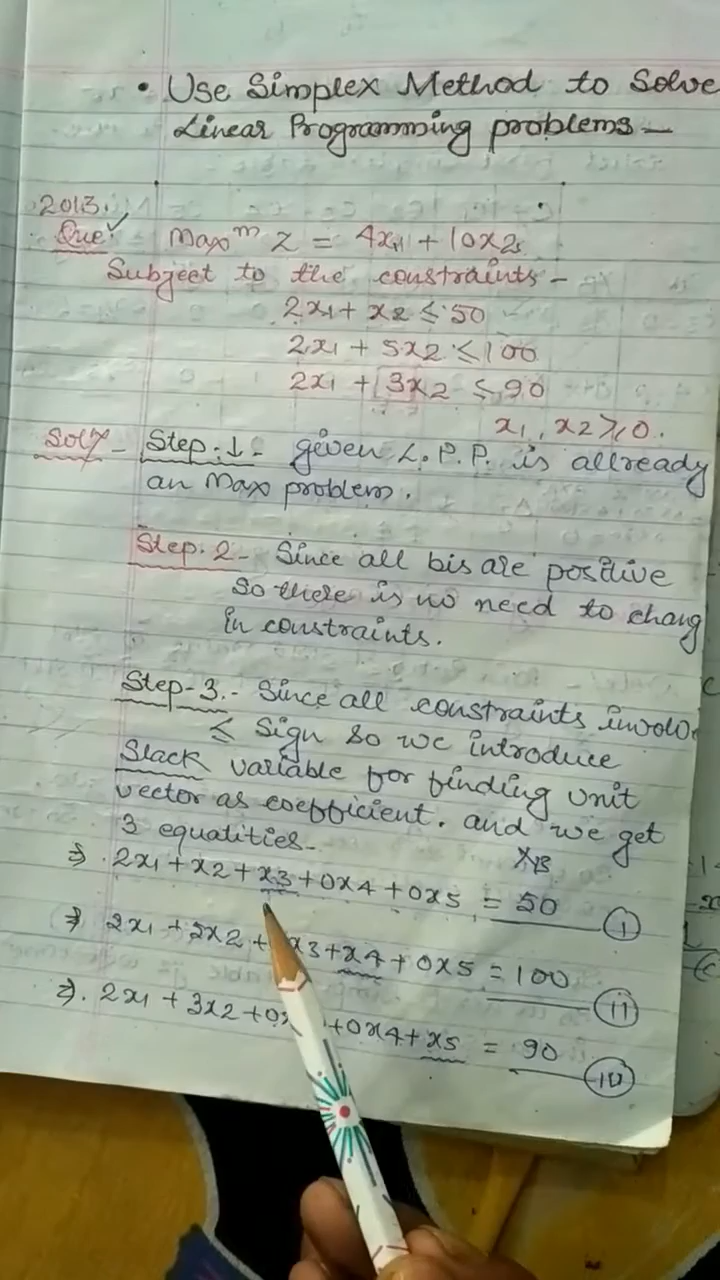 • Use Simplex Method to Solve
Linear Programming problems -
2013.
Que! Max^m Z = 4x1 + 10x2
Subject to the constraints -
2x1 + x2 ≤ 50
2x1 + 5x2 ≤ 100
2x1 + 3x2 ≤ 90
x1, x2 ≥ 0.
Sol^n - Step.1- given L.P.P. is allready
an Max problem.
Step.2- Since all bis are positive
So there is no need to chang
in constraints.
Step-3.- Since all constraints involv
≤ Sign so we introduce
Slack variable for finding unit
vector as coefficient. and we get
3 equalities- XB
⇒ 2x1 + x2 + x3 + 0x4 + 0x5 = 50 (i)
⇒ 2x1 + 5x2 + x3 + x4 + 0x5 = 100 (ii)
⇒. 2x1 + 3x2 + 0x + 0x4 + x5 = 90